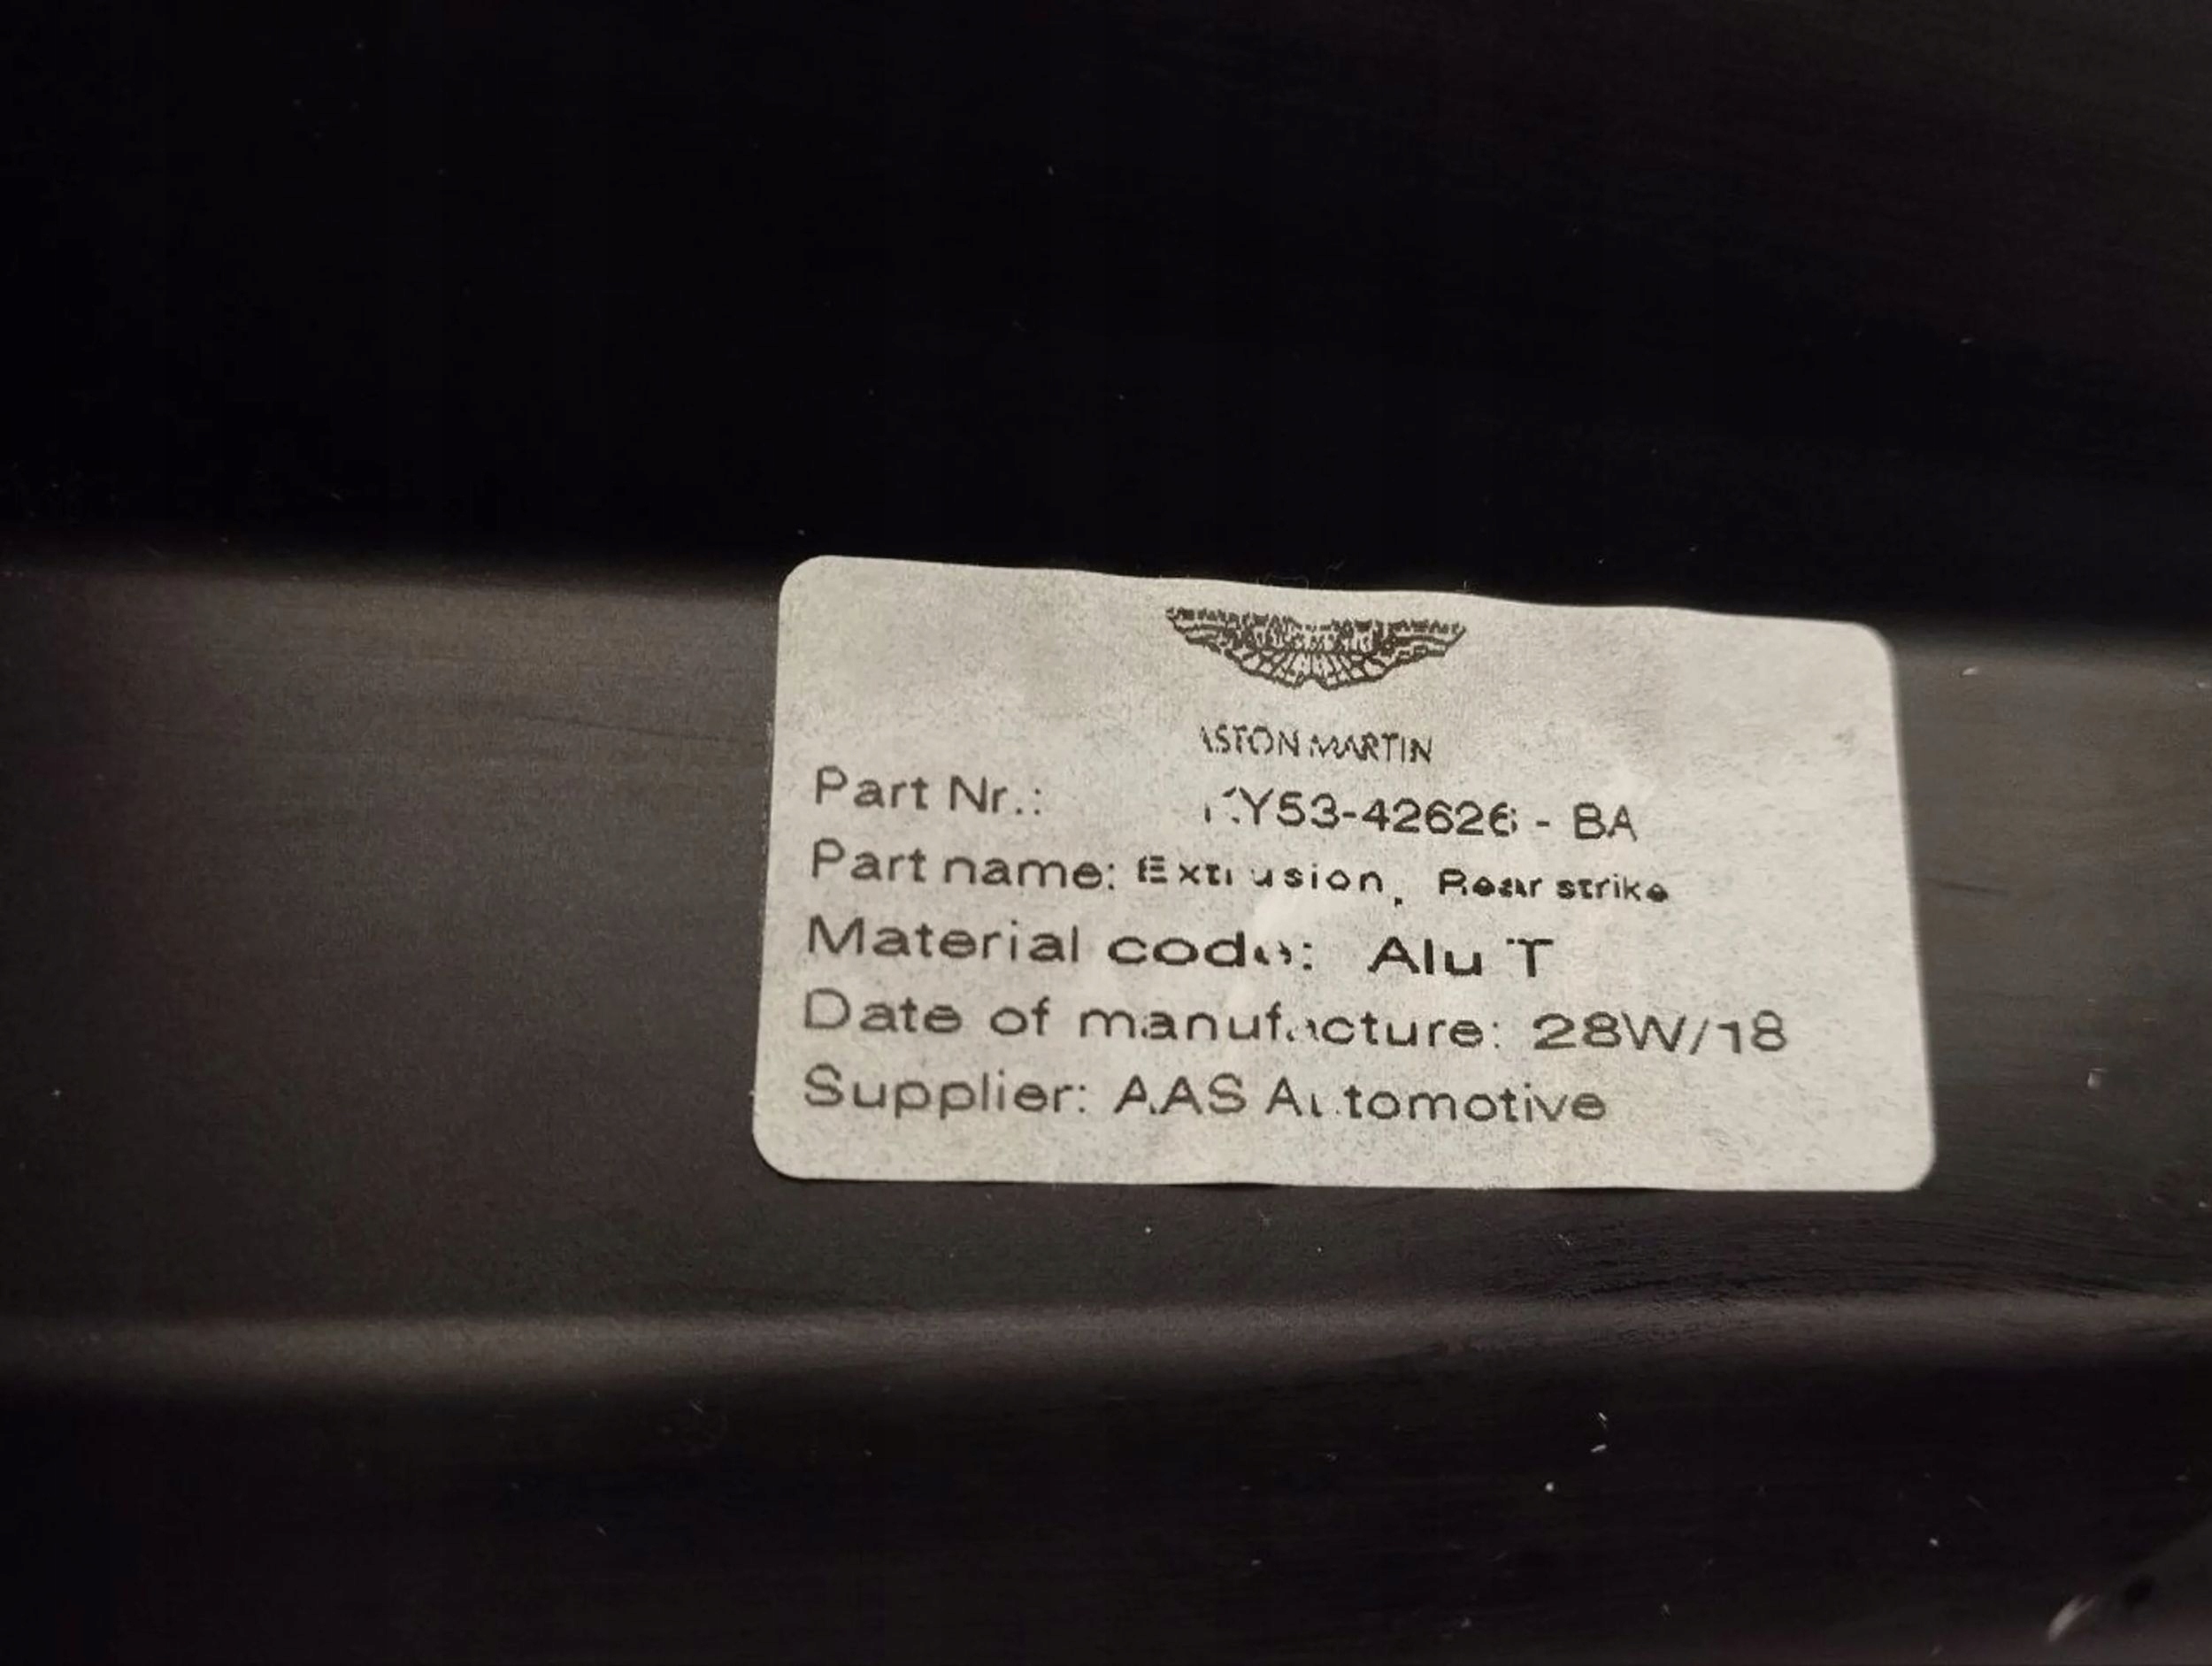 ASTON MARTIN
Part Nr.: KY53-42626 - BA
Part name: Extrusion, Rear strike
Material code: Alu T
Date of manufacture: 28W/18
Supplier: AAS Automotive